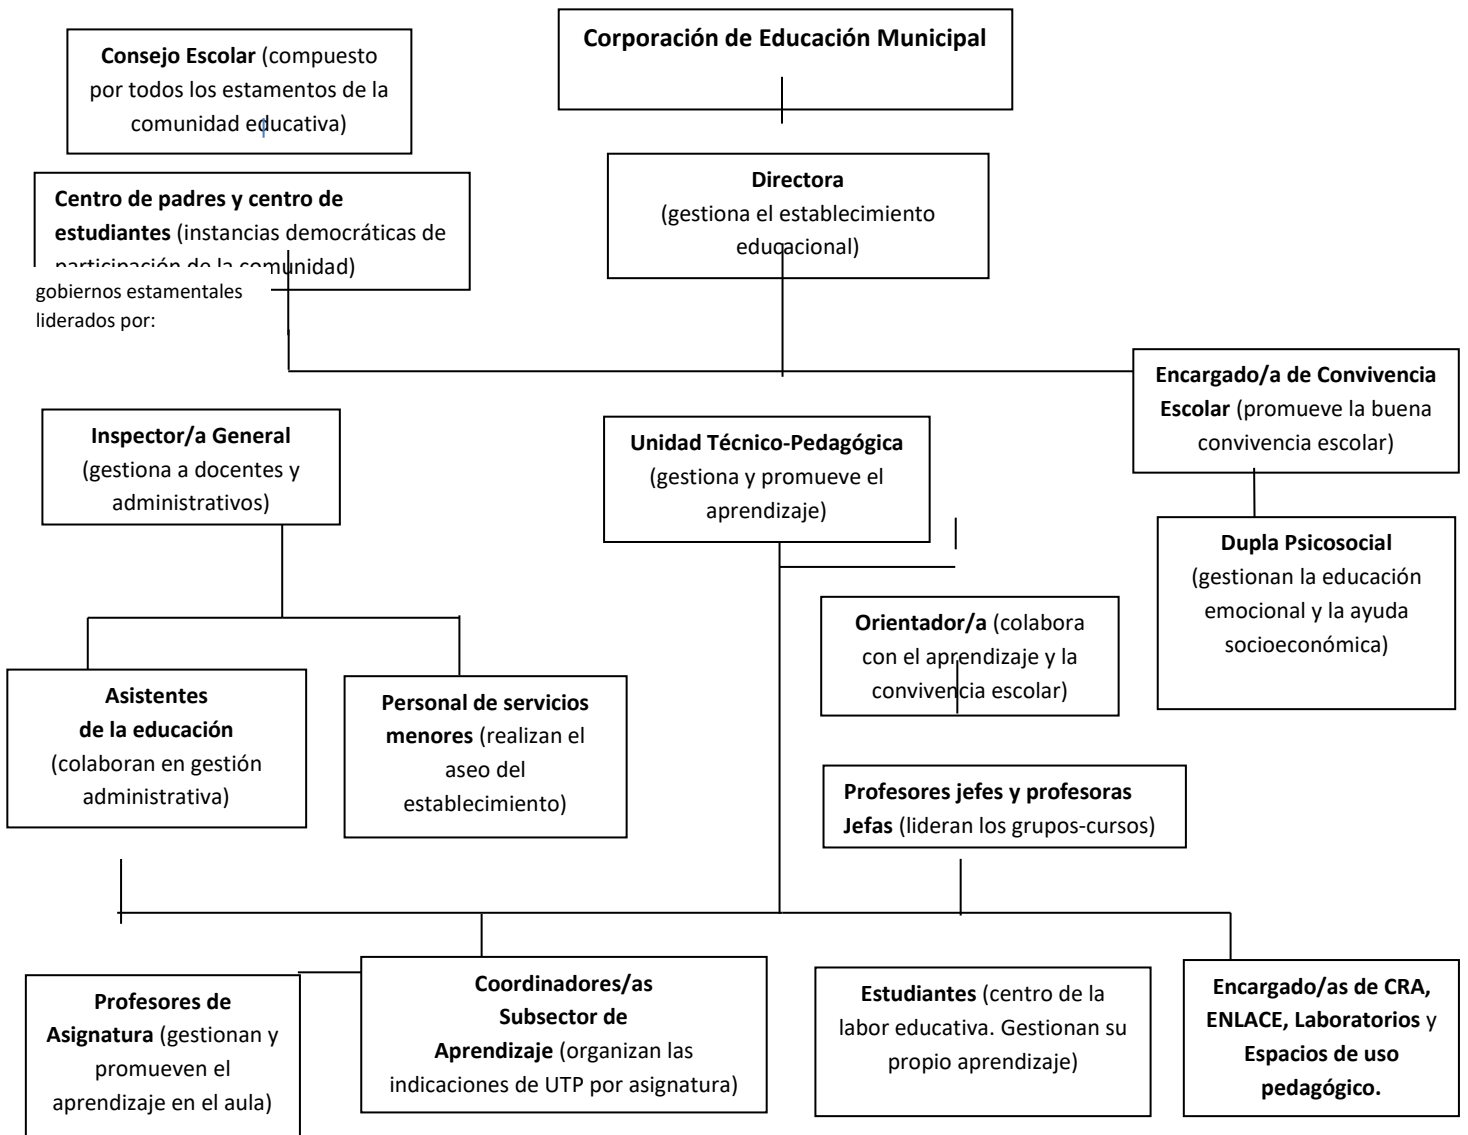 Consejo Escolar (compuesto
por todos los estamentos de la
comunidad educativa)
Corporación de Educación Municipal
Centro de padres y centro de
estudiantes (instancias democráticas de
participación de la comunidad)
gobiernos estamentales
liderados por:
Directora
(gestiona el establecimiento
educacional)
Encargado/a de Convivencia
Escolar (promueve la buena
convivencia escolar)
Inspector/a General
(gestiona a docentes y
administrativos)
Unidad Técnico-Pedagógica
(gestiona y promueve el
aprendizaje)
Dupla Psicosocial
(gestionan la educación
emocional y la ayuda
socioeconómica)
Orientador/a (colabora
con el aprendizaje y la
convivencia escolar)
Asistentes
de la educación
(colaboran en gestión
administrativa)
Personal de servicios
menores (realizan el
aseo del
establecimiento)
Profesores jefes y profesoras
Jefas (lideran los grupos-cursos)
Profesores de
Asignatura (gestionan y
promueven el
aprendizaje en el aula)
Coordinadores/as
Subsector de
Aprendizaje (organizan las
indicaciones de UTP por asignatura)
Estudiantes (centro de la
labor educativa. Gestionan su
propio aprendizaje)
Encargado/as de CRA,
ENLACE, Laboratorios y
Espacios de uso
pedagógico.